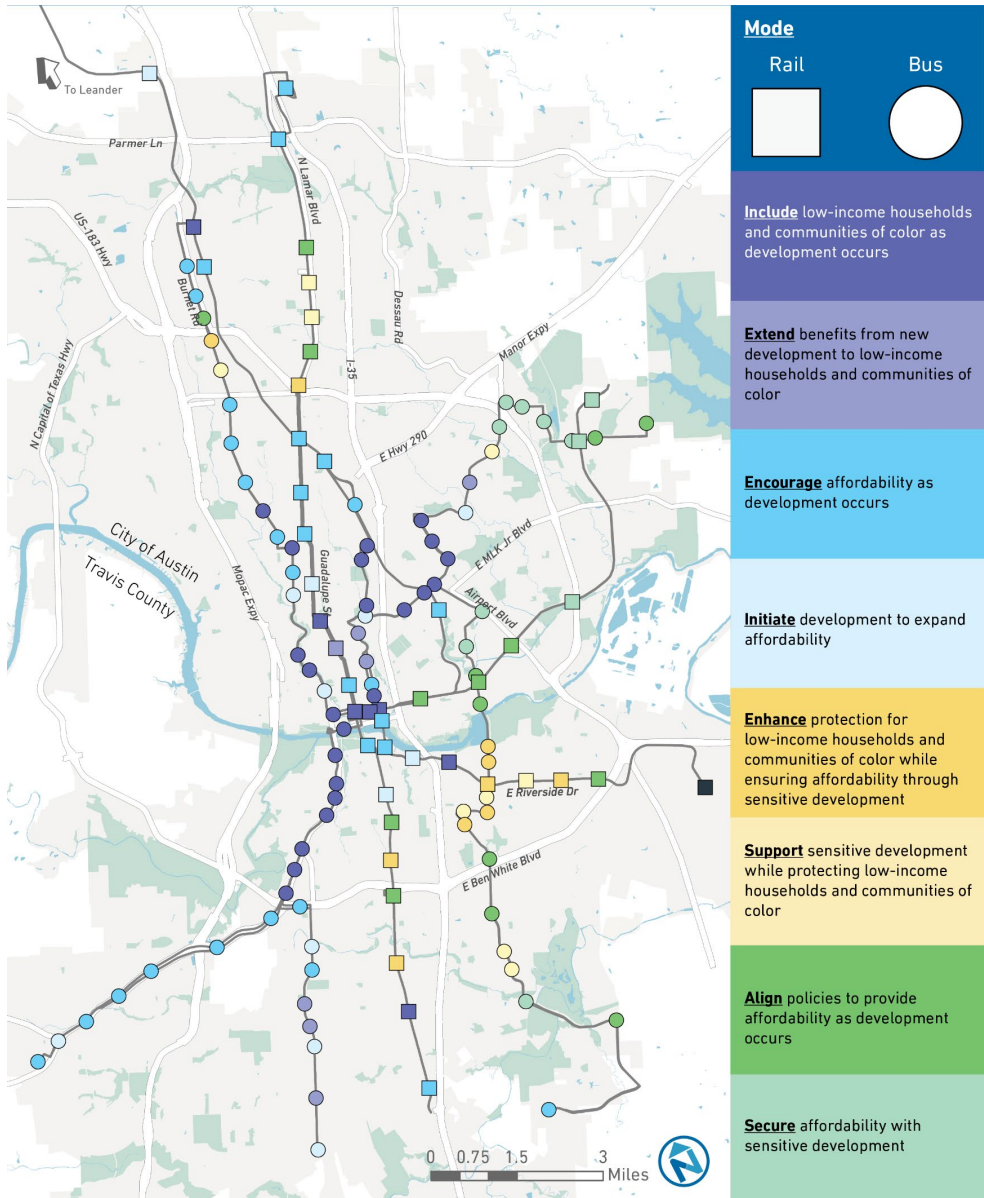 To Leander
Parmer Ln
N Lamar Blvd
US-183 Hwy
Burnet Rd
Dessau Rd
Manor Expy
I-35
N Capital of Texas Hwy
E Hwy 290
City of Austin
Travis County
Mopac Expy
Guadalupe St
E MLK Jr Blvd
Airport Blvd
E Riverside Dr
E Ben White Blvd
0 0.75 1.5 3
Miles
Mode
Rail Bus
Include low-income households
and communities of color as
development occurs
Extend benefits from new
development to low-income
households and communities of
color
Encourage affordability as
development occurs
Initiate development to expand
affordability
Enhance protection for
low-income households and
communities of color while
ensuring affordability through
sensitive development
Support sensitive development
while protecting low-income
households and communities of
color
Align policies to provide
affordability as development
occurs
Secure affordability with
sensitive development